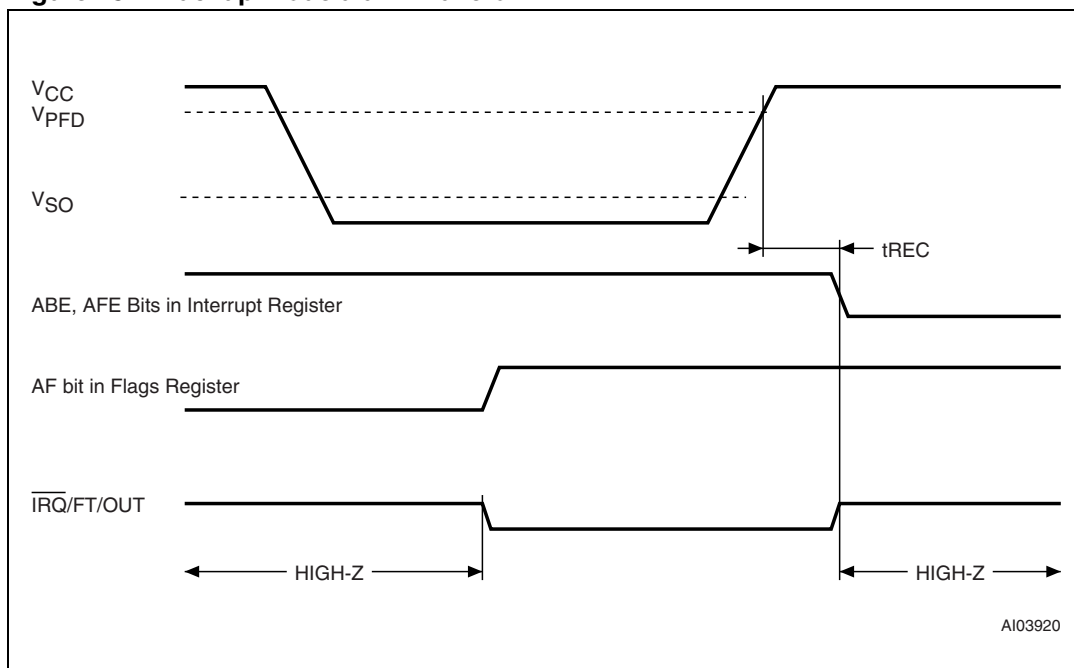 VCC
VPFD
VSO
tREC
ABE, AFE Bits in Interrupt Register
AF bit in Flags Register
IRQ/FT/OUT
HIGH-Z
HIGH-Z
AI03920